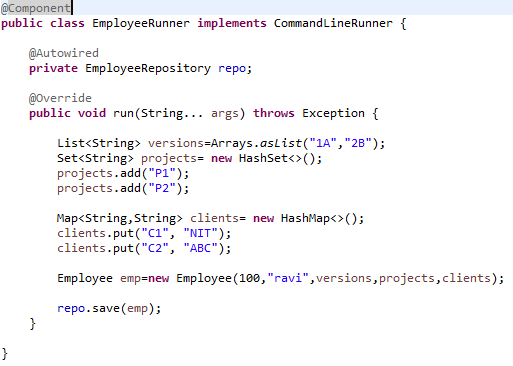 @Component
public class EmployeeRunner implements CommandLineRunner {
@Autowired
private EmployeeRepository repo;
@Override
public void run(String... args) throws Exception {
List<String> versions=Arrays.asList("1A","2B");
Set<String> projects= new HashSet<>();
projects.add("P1");
projects.add("P2");
Map<String,String> clients= new HashMap<>();
clients.put("C1", "NIT");
clients.put("C2", "ABC");
Employee emp=new Employee(100,"ravi",versions,projects,clients);
repo.save(emp);
}
}